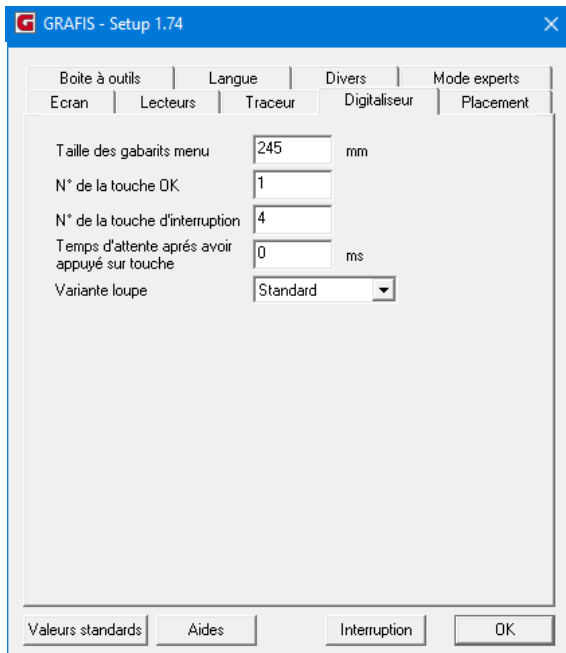 GRAFIS - Setup 1.74
Boite à outils Langue Divers Mode experts
Ecran Lecteurs Traceur Digitaliseur Placement
Taille des gabarits menu 245 mm
N° de la touche OK 1
N° de la touche d'interruption 4
Temps d'attente aprés avoir
appuyé sur touche 0 ms
Variante loupe Standard
Valeurs standards Aides Interruption OK